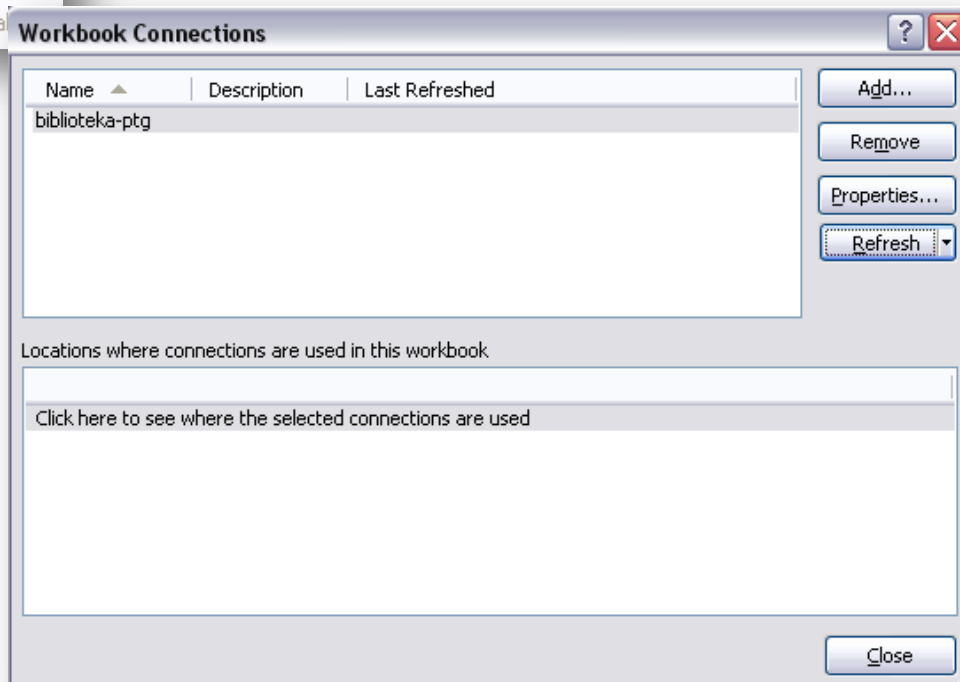 Workbook Connections
Name Description Last Refreshed
biblioteka-ptg
Add...
Remove
Properties...
Refresh
Locations where connections are used in this workbook
Click here to see where the selected connections are used
Close